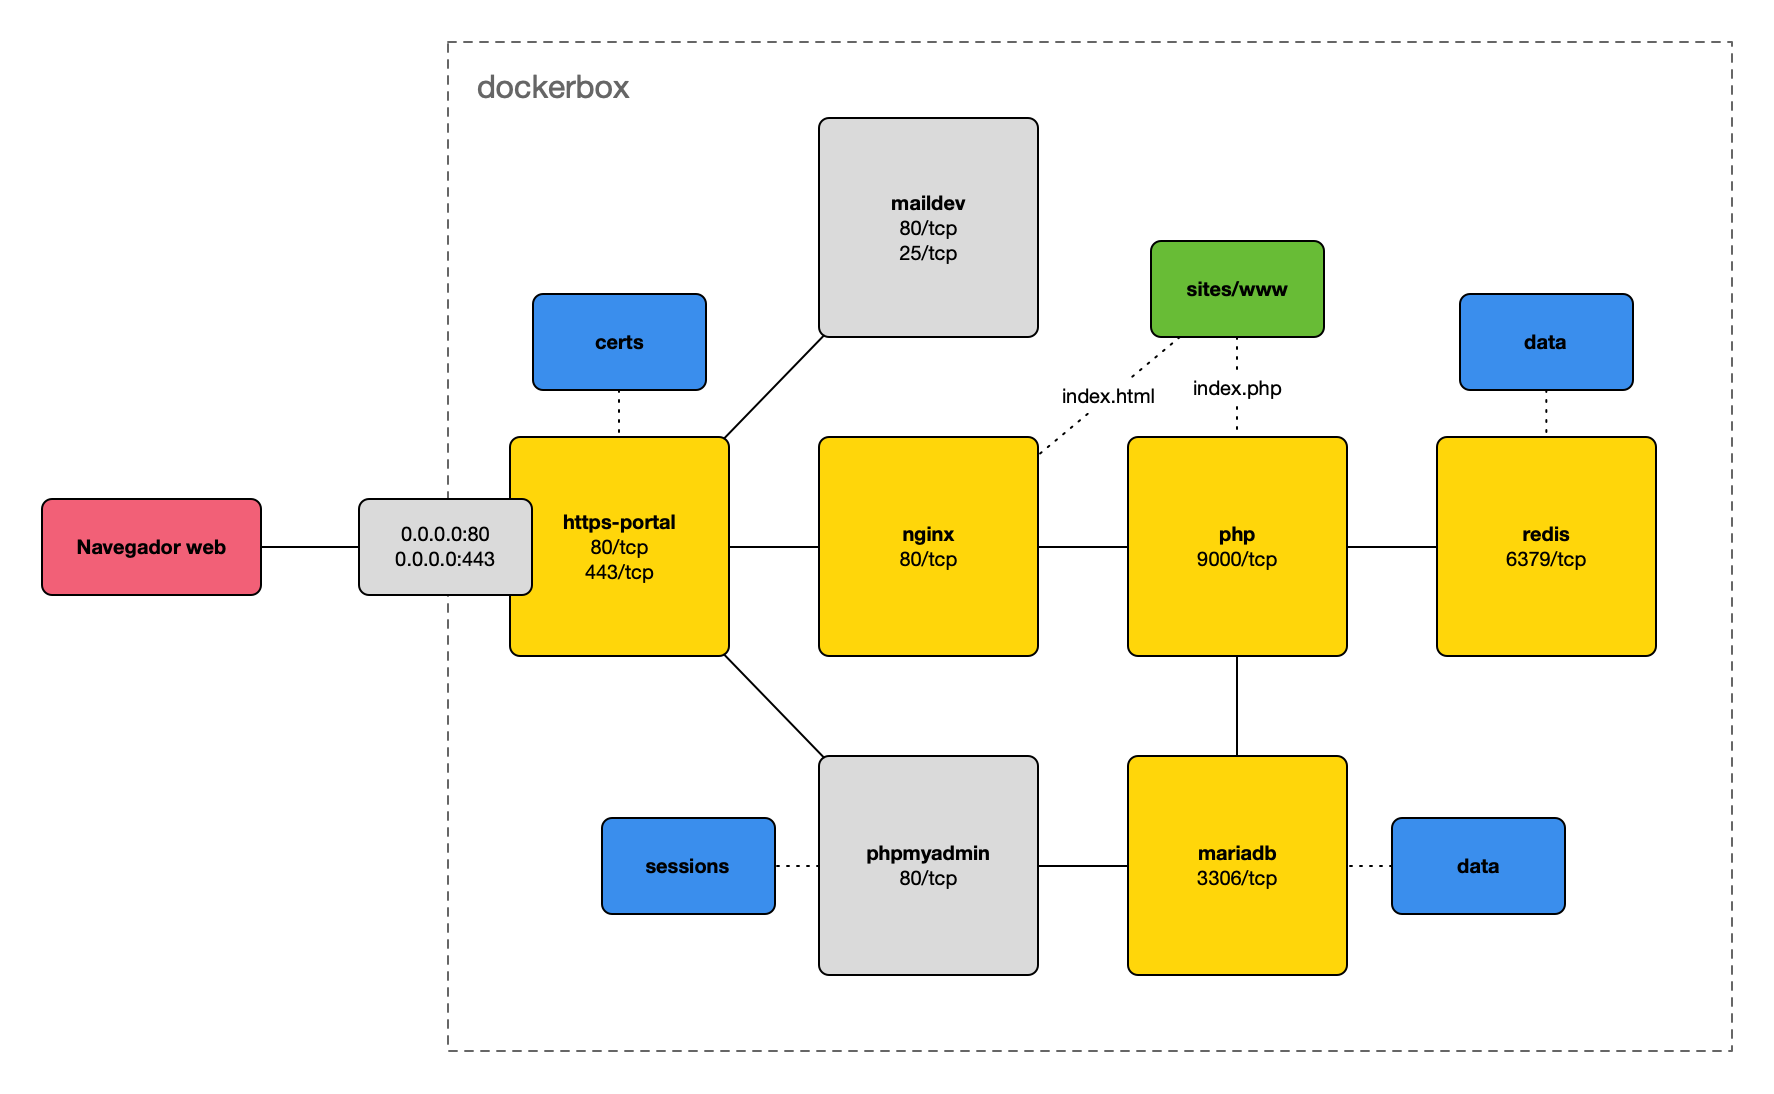 dockerbox
maildev
80/tcp
25/tcp
sites/www
certs
data
index.html
index.php
Navegador web
0.0.0.0:80
0.0.0.0:443
https-portal
80/tcp
443/tcp
nginx
80/tcp
php
9000/tcp
redis
6379/tcp
sessions
phpmyadmin
80/tcp
mariadb
3306/tcp
data